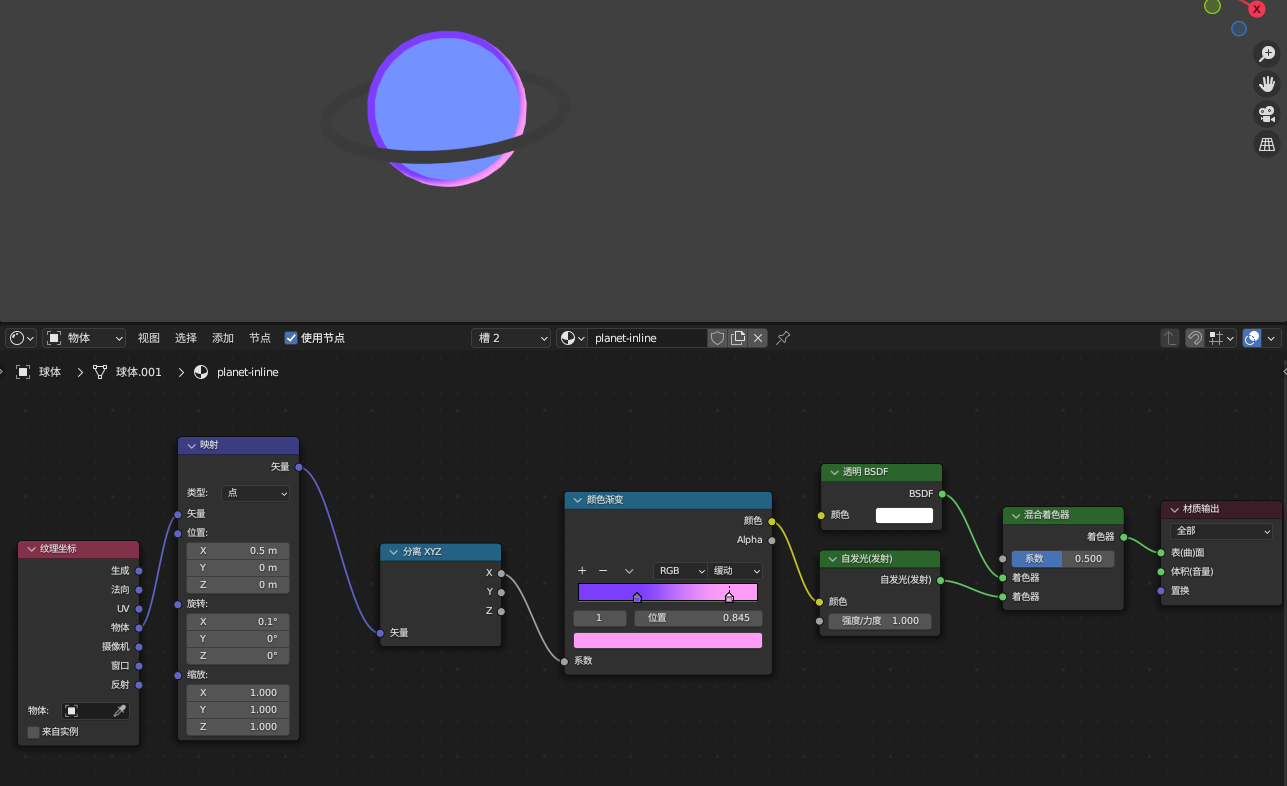 X
物体
视图
选择
添加
节点
使用节点
槽 2
planet-inline
球体
球体.001
planet-inline
纹理坐标
生成
法向
UV
物体
摄像机
窗口
反射
物体:
来自实例
映射
矢量
类型:
点
矢量
位置:
X 0.5 m
Y 0 m
Z 0 m
旋转:
X 0.1°
Y 0°
Z 0°
缩放:
X 1.000
Y 1.000
Z 1.000
分离 XYZ
X
Y
Z
矢量
颜色渐变
颜色
Alpha
RGB
缓动
1
位置 0.845
系数
透明 BSDF
BSDF
颜色
自发光(发射)
自发光(发射)
颜色
强度/力度 1.000
混合着色器
着色器
系数 0.500
着色器
着色器
材质输出
全部
表(曲)面
体积(音量)
置换